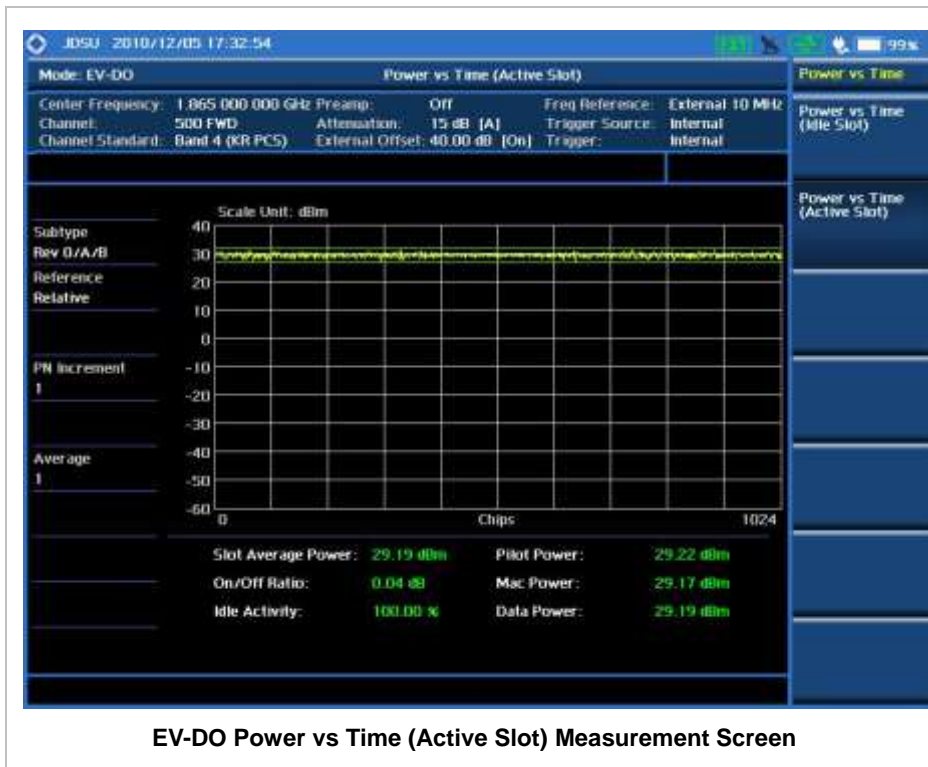 JDSU 2010/12/05 17:32:54
99%
Mode: EV-DO
Power vs Time (Active Slot)
Power vs Time
Center Frequency: 1.865 000 000 GHz Preamp: Off Freq Reference: External 10 MHz
Channel: 500 FWD Attenuation: 15 dB [A] Trigger Source: Internal
Channel Standard: Band 4 (KR PCS) External Offset: 40.00 dB [On] Trigger: Internal
Power vs Time
(Idle Slot)
Power vs Time
(Active Slot)
Scale Unit: dBm
Subtype
Rev 0/A/B
Reference
Relative
PN Increment
1
Average
1
40
30
20
10
0
-10
-20
-30
-40
-50
-60
0 Chips 1024
Slot Average Power: 29.19 dBm Pilot Power: 29.22 dBm
On/Off Ratio: 0.04 dB Mac Power: 29.17 dBm
Idle Activity: 100.00 % Data Power: 29.19 dBm
EV-DO Power vs Time (Active Slot) Measurement Screen